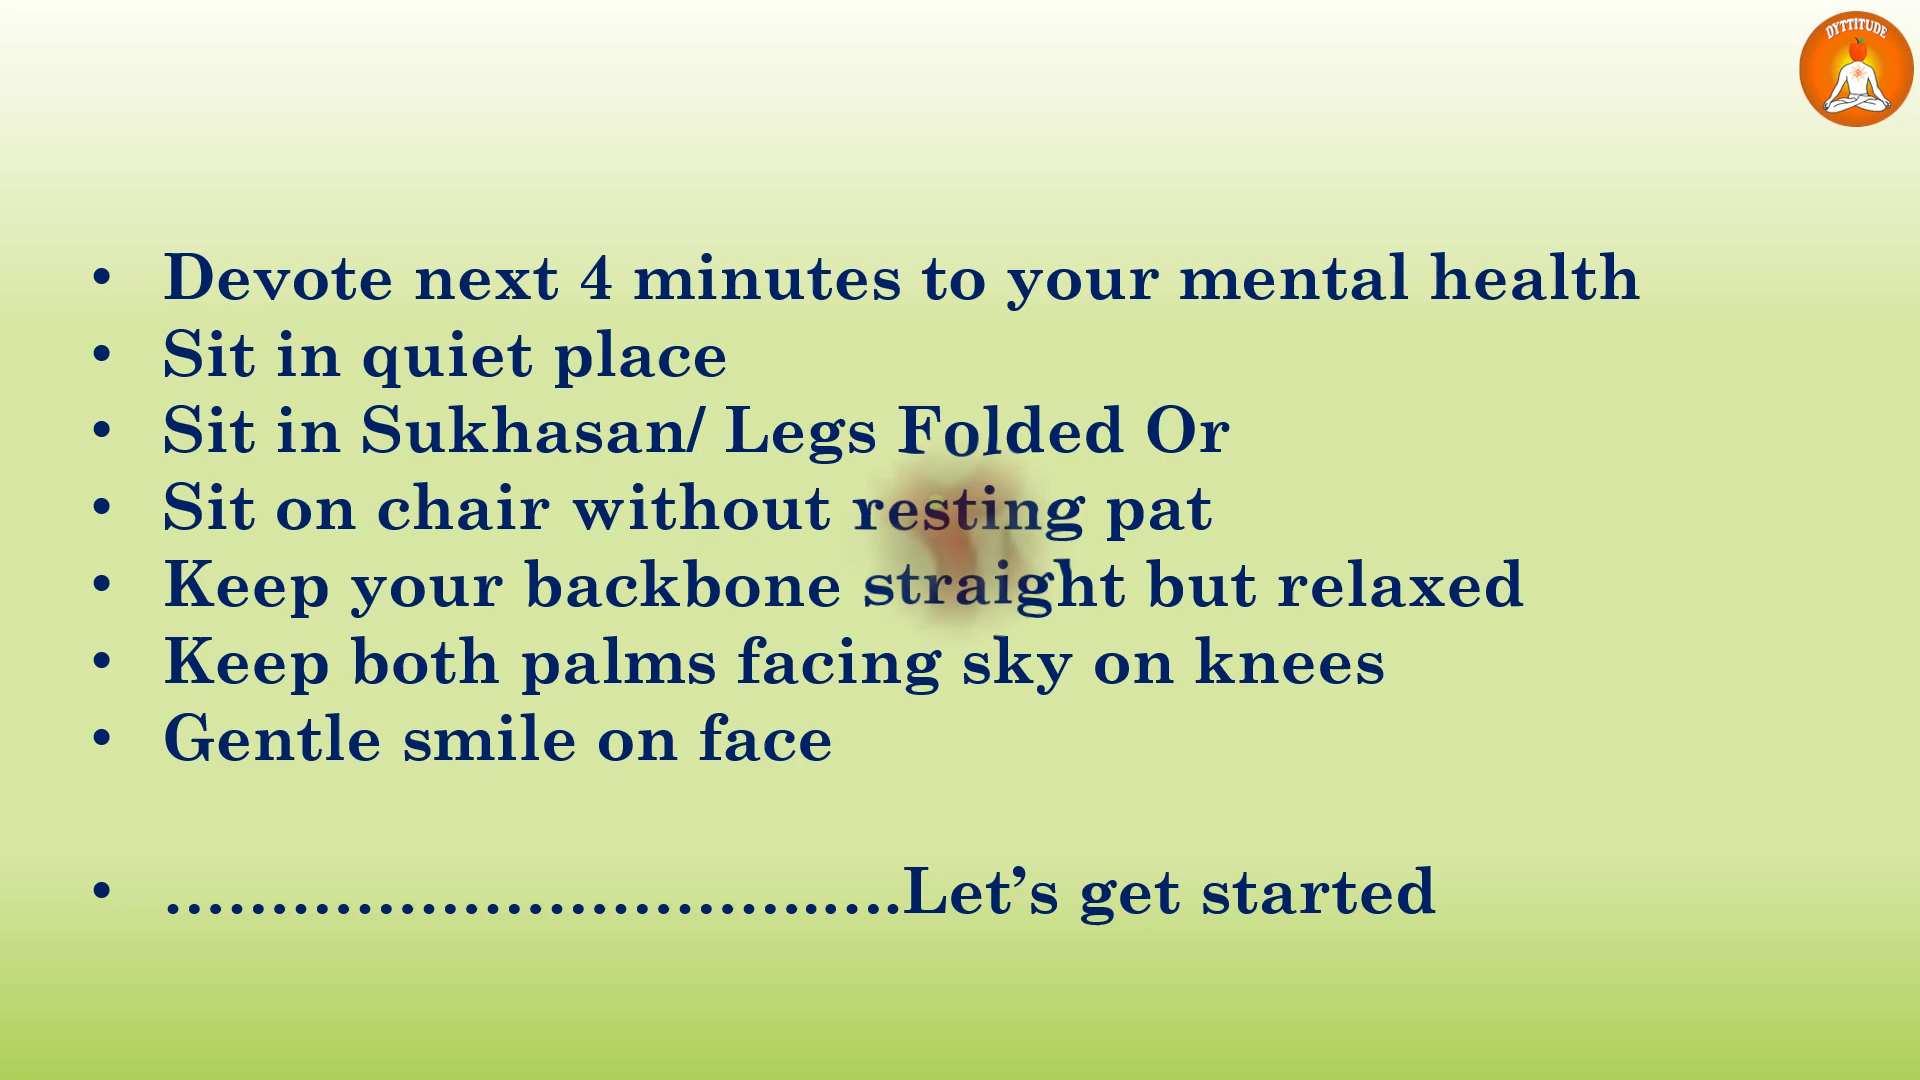 DYTTITUDE
• Devote next 4 minutes to your mental health
• Sit in quiet place
• Sit in Sukhasan/ Legs Folded Or
• Sit on chair without resting pat
• Keep your backbone straight but relaxed
• Keep both palms facing sky on knees
• Gentle smile on face
• ……………………………….….Let’s get started